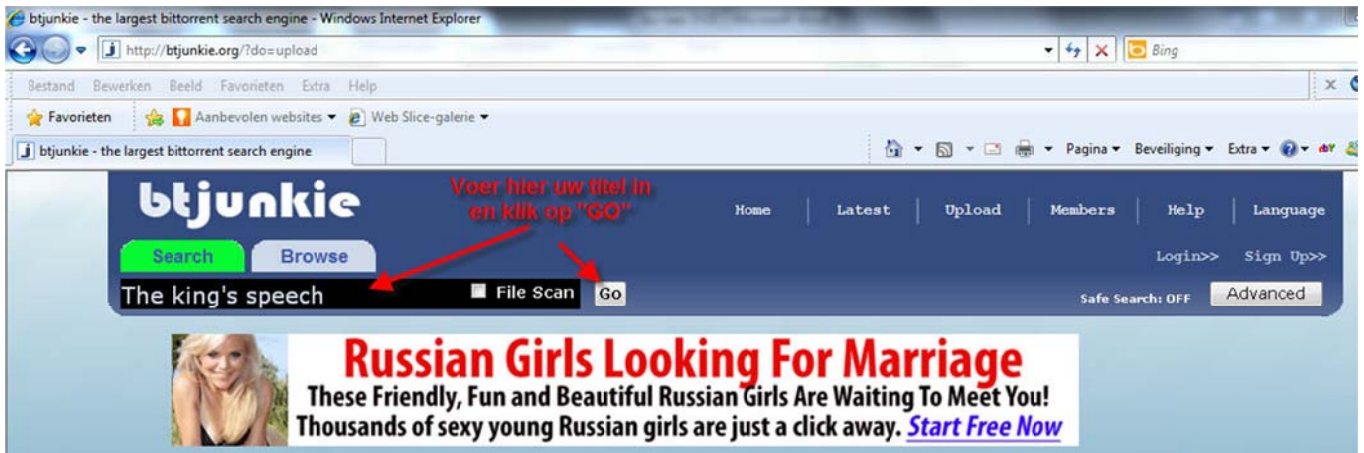 btjunkie - the largest bittorrent search engine - Windows Internet Explorer
http://btjunkie.org/?do=upload
Bing
Bestand Bewerken Beeld Favorieten Extra Help
Favorieten Aanbevolen websites Web Slice-galerie
btjunkie - the largest bittorrent search engine
Pagina Beveiliging Extra
btjunkie
Voer hier uw titel in
en klik op "GO"
Home Latest Upload Members Help Language
Search Browse
Login>> Sign Up>>
The king's speech File Scan Go
Safe Search: OFF Advanced
Russian Girls Looking For Marriage
These Friendly, Fun and Beautiful Russian Girls Are Waiting To Meet You!
Thousands of sexy young Russian girls are just a click away. Start Free Now